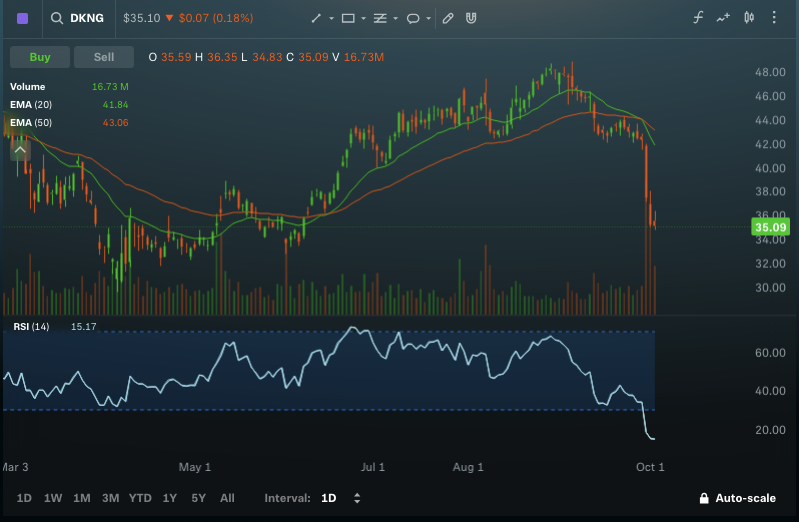 DKNG $35.10 ▼ $0.07 (0.18%)
Buy Sell O 35.59 H 36.35 L 34.83 C 35.09 V 16.73M
Volume 16.73 M
EMA (20) 41.84
EMA (50) 43.06
48.00
46.00
44.00
42.00
40.00
38.00
36.00
35.09
34.00
32.00
30.00
RSI (14) 15.17
60.00
40.00
20.00
Mar 3 May 1 Jul 1 Aug 1 Oct 1
1D 1W 1M 3M YTD 1Y 5Y All Interval: 1D Auto-scale